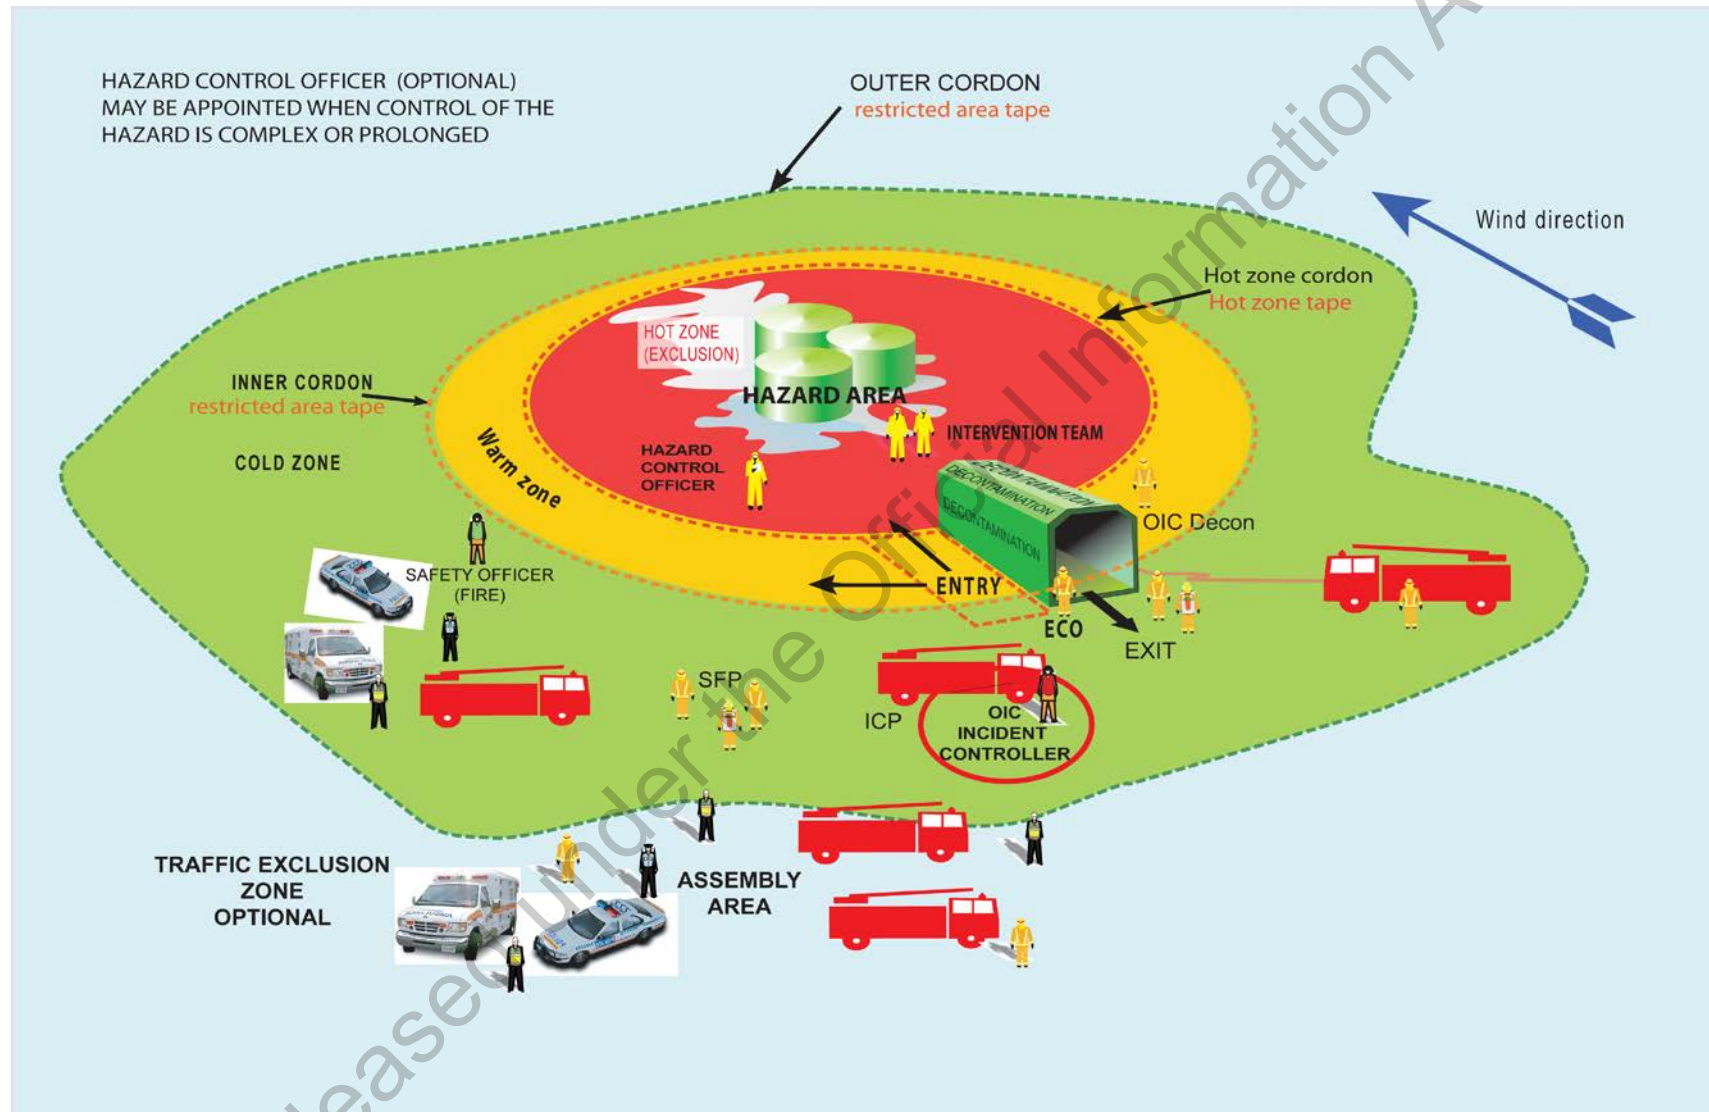 HAZARD CONTROL OFFICER (OPTIONAL)
MAY BE APPOINTED WHEN CONTROL OF THE
HAZARD IS COMPLEX OR PROLONGED
OUTER CORDON
restricted area tape
Wind direction
Hot zone cordon
Hot zone tape
HOT ZONE
(EXCLUSION)
HAZARD AREA
INNER CORDON
restricted area tape
COLD ZONE
Warm zone
HAZARD
CONTROL
OFFICER
INTERVENTION TEAM
DECONTAMINATION
DECONTAMINATION
DECONTAMINATION
OIC Decon
SAFETY OFFICER
(FIRE)
ENTRY
ECO
EXIT
SFP
ICP
OIC
INCIDENT
CONTROLLER
TRAFFIC EXCLUSION
ZONE
OPTIONAL
ASSEMBLY
AREA
leased under the Official Information A